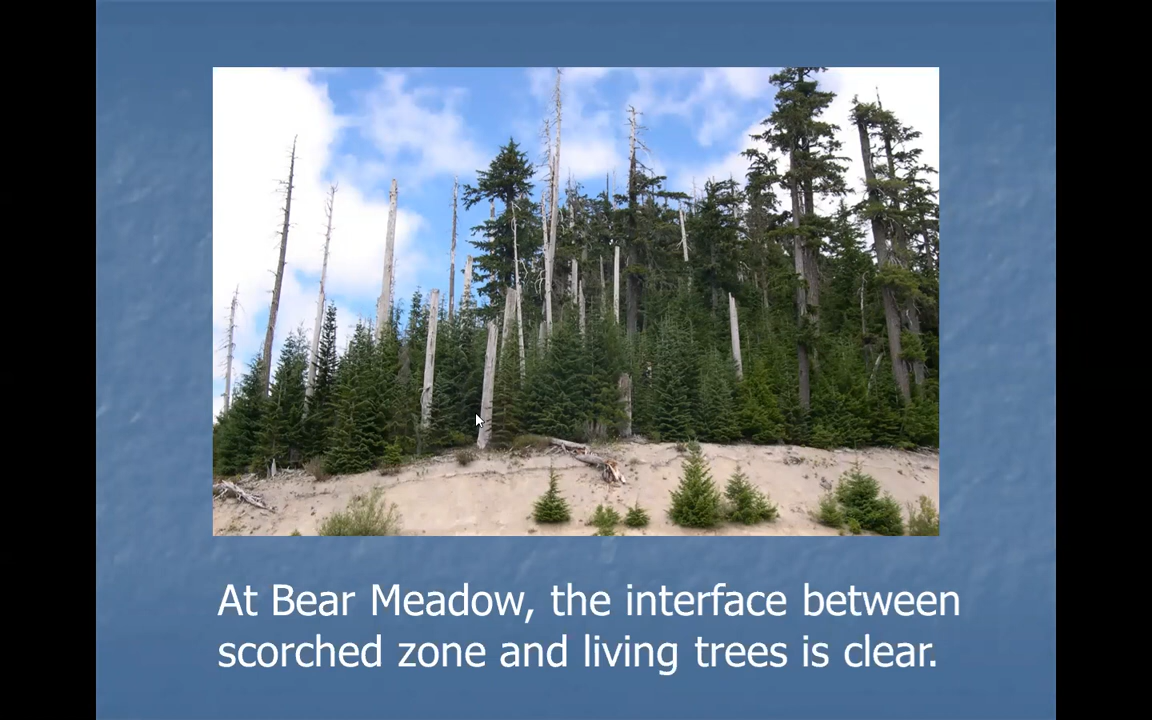 At Bear Meadow, the interface between
scorched zone and living trees is clear.